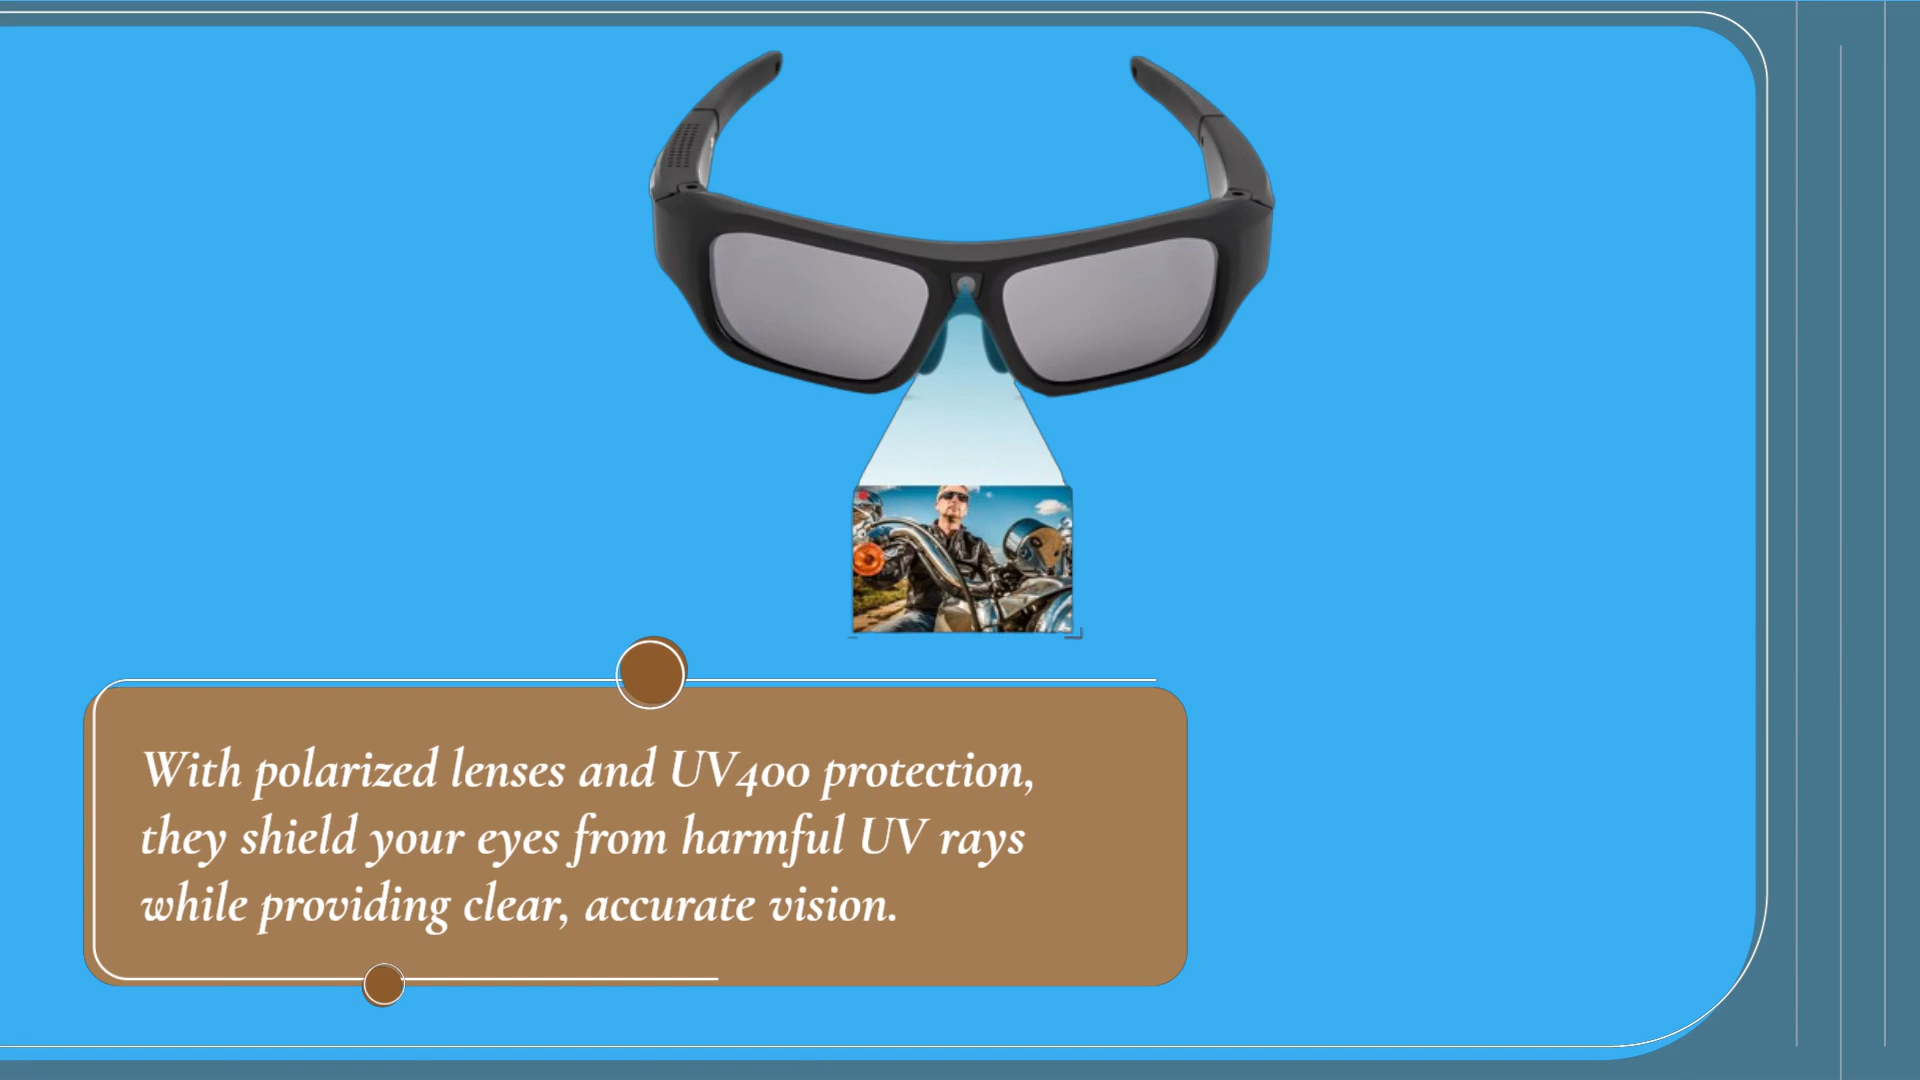 With polarized lenses and UV400 protection,
they shield your eyes from harmful UV rays
while providing clear, accurate vision.